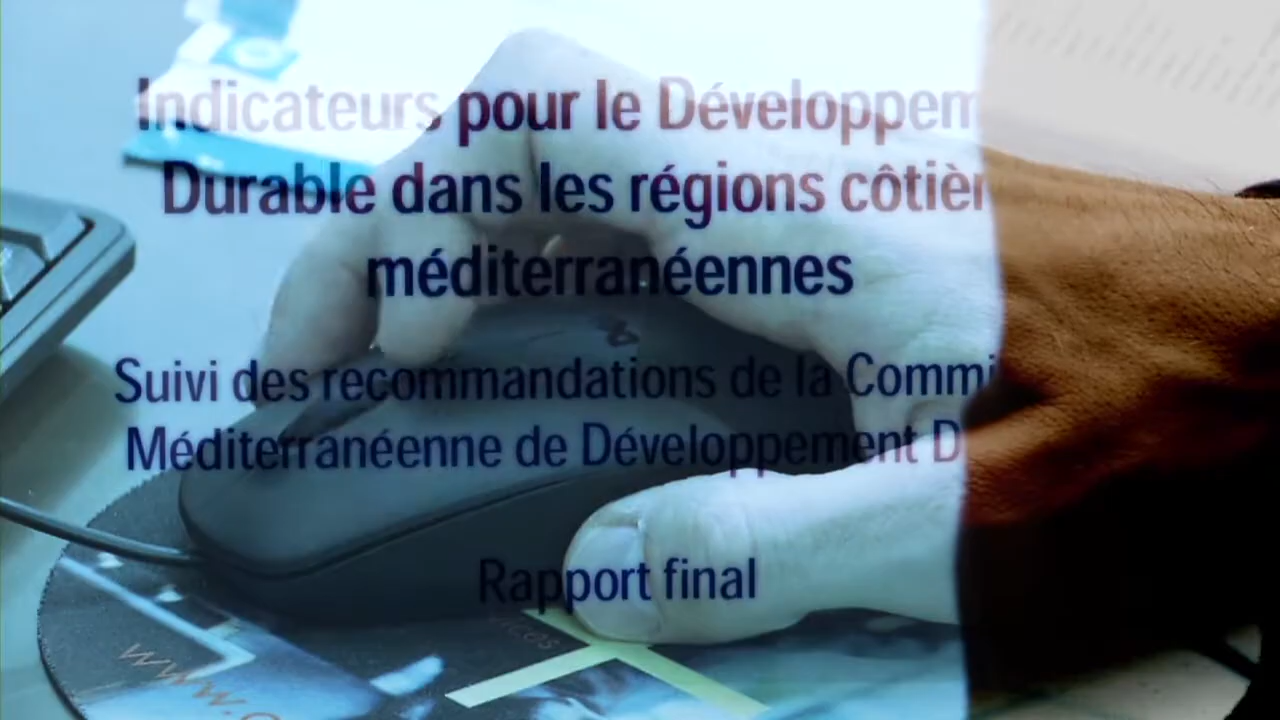 Indicateurs pour le Développem
Durable dans les régions côtièr
méditerranéennes
Suivi des recommandations de la Commi
Méditerranéenne de Développement D
Rapport final
www.